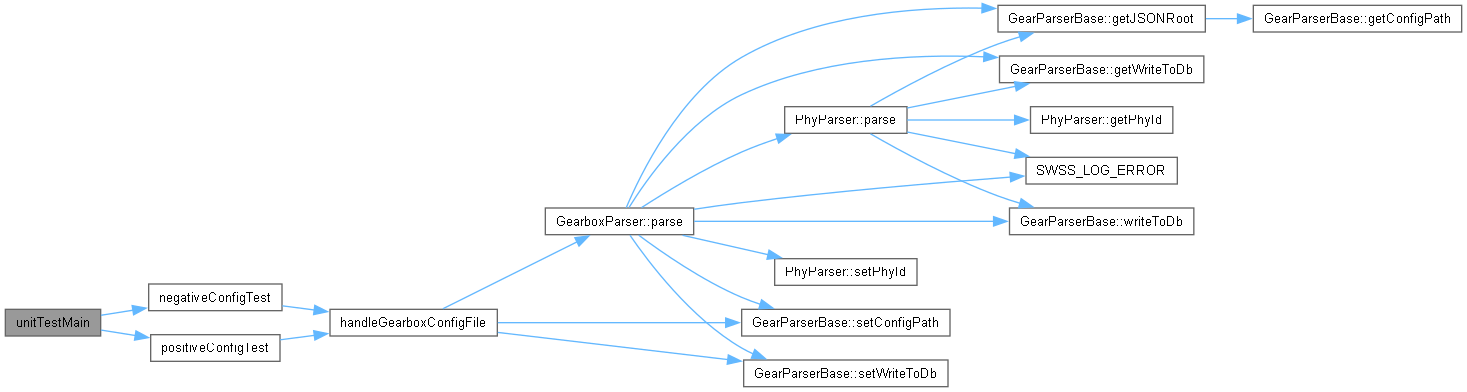 unitTestMain
negativeConfigTest
positiveConfigTest
handleGearboxConfigFile
GearboxParser::parse
PhyParser::parse
GearParserBase::getJSONRoot
GearParserBase::getConfigPath
GearParserBase::getWriteToDb
PhyParser::getPhyId
SWSS_LOG_ERROR
GearParserBase::writeToDb
PhyParser::setPhyId
GearParserBase::setConfigPath
GearParserBase::setWriteToDb